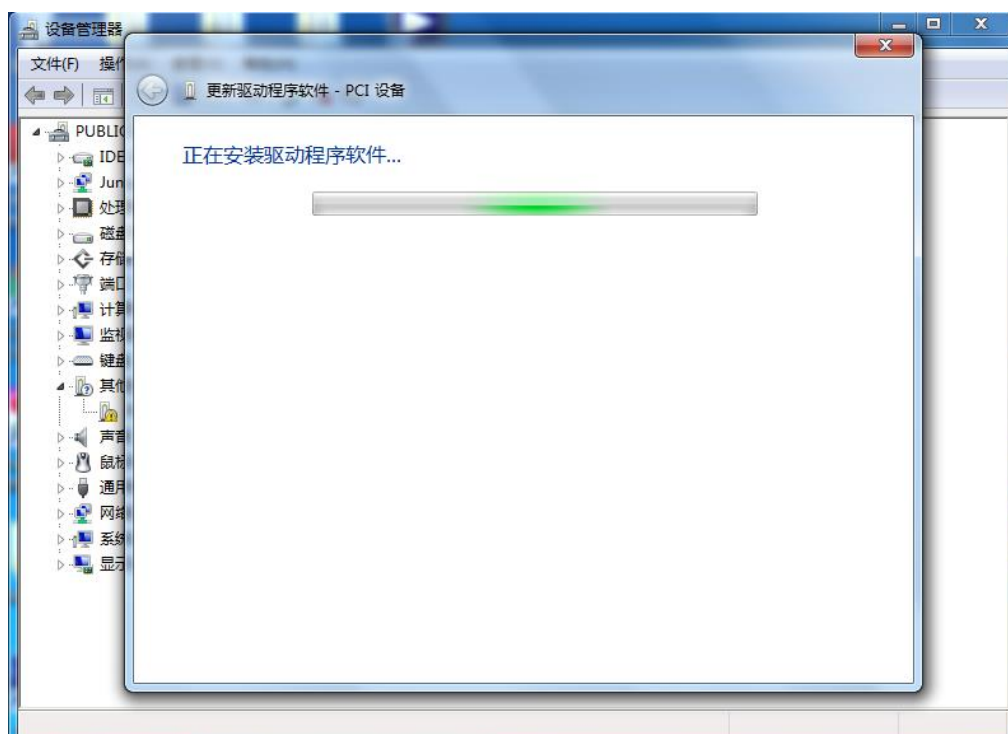 设备管理器
文件(F) 操作
更新驱动程序软件 - PCI 设备
正在安装驱动程序软件...
PUBLIC
IDE
Jun
处理
磁盘
存储
端口
计算
监视
键盘
其他
声音
鼠标
通用
网络
系统
显示